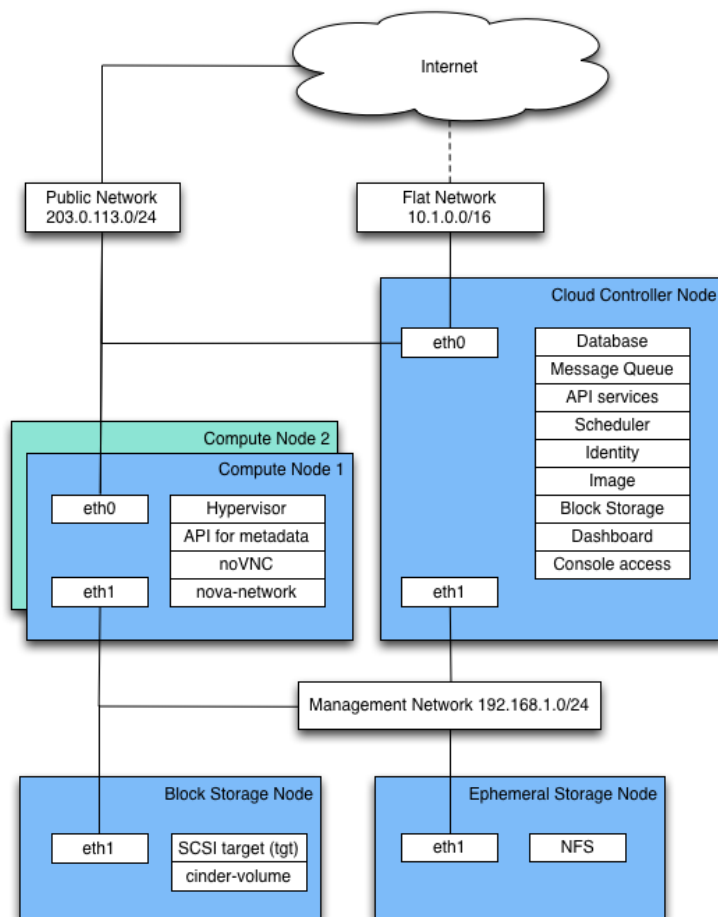 Internet
Public Network
203.0.113.0/24
Flat Network
10.1.0.0/16
Cloud Controller Node
eth0
Database
Message Queue
API services
Scheduler
Identity
Image
Block Storage
Dashboard
Console access
eth1
Compute Node 2
Compute Node 1
eth0
Hypervisor
API for metadata
noVNC
nova-network
eth1
Management Network 192.168.1.0/24
Block Storage Node
eth1
SCSI target (tgt)
cinder-volume
Ephemeral Storage Node
eth1
NFS